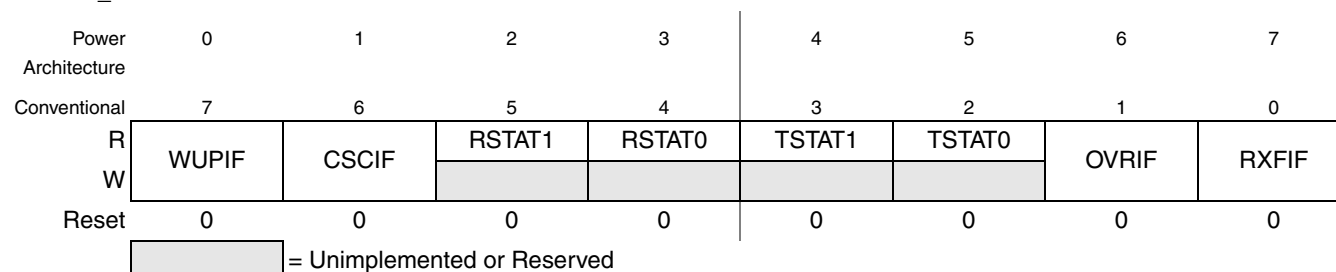 Power 0 1 2 3 4 5 6 7
Architecture
Conventional 7 6 5 4 3 2 1 0
R WUPIF CSCIF RSTAT1 RSTAT0 TSTAT1 TSTAT0 OVRIF RXFIF
W
Reset 0 0 0 0 0 0 0 0
= Unimplemented or Reserved